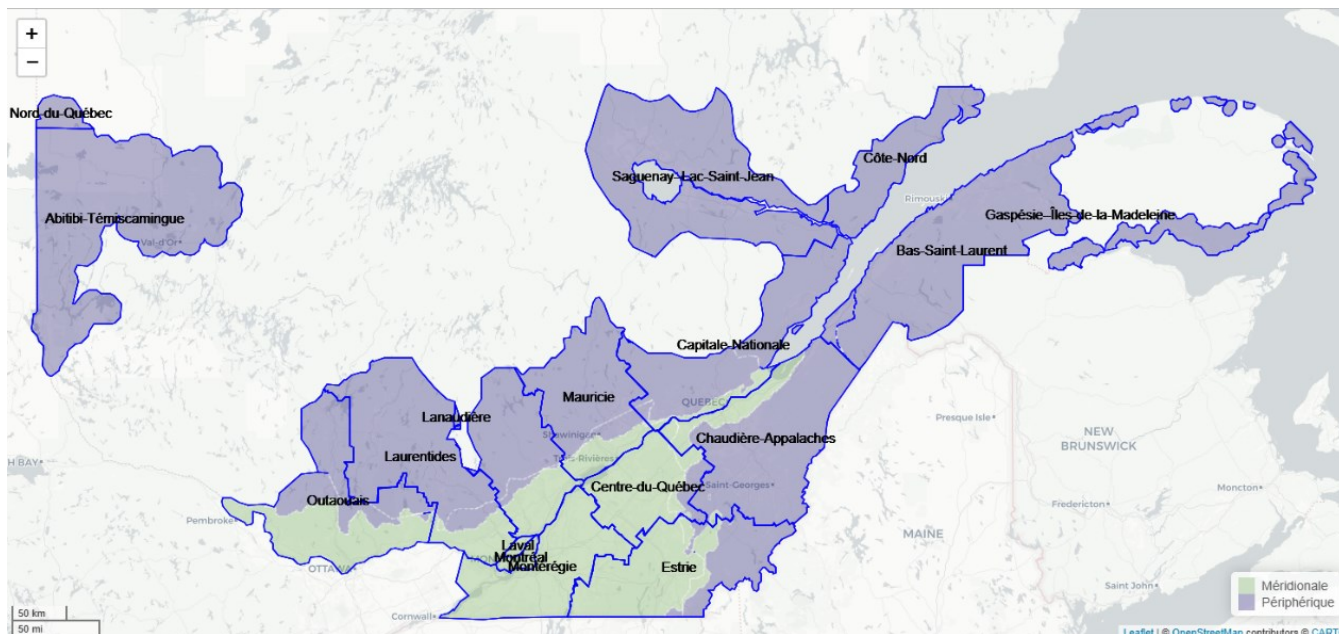 +
−
Nord-du-Québec
Côte-Nord
Saguenay-Lac-Saint-Jean
Rimouski
Abitibi-Témiscamingue
Gaspésie–Îles-de-la-Madeleine
Val-d'Or
Bas-Saint-Laurent
Capitale-Nationale
Mauricie
QUEBEC
Lanaudière
Presque Isle
Shawinigan
Chaudière-Appalaches
NEW
BRUNSWICK
Laurentides
Trois-Rivières
H BAY
Centre-du-Québec
Saint-Georges
Moncton
Outaouais
Fredericton
Pembroke
MAINE
Laval
Montréal
Montérégie
Estrie
OTTAWA
Saint John
Méridionale
Périphérique
50 km
Cornwall
50 mi
Leaflet | © OpenStreetMap contributors © CART